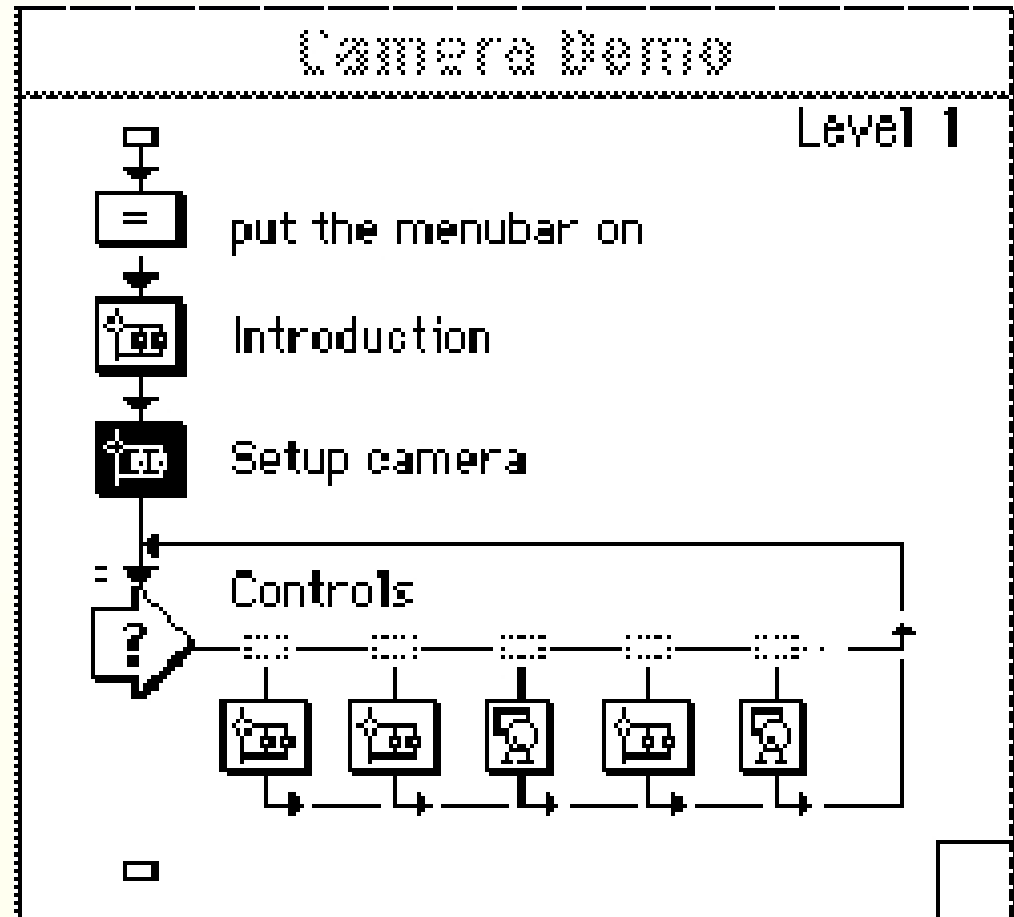 Camera Demo
Level 1
=
put the menubar on
Introduction
Setup camera
=
Controls
?